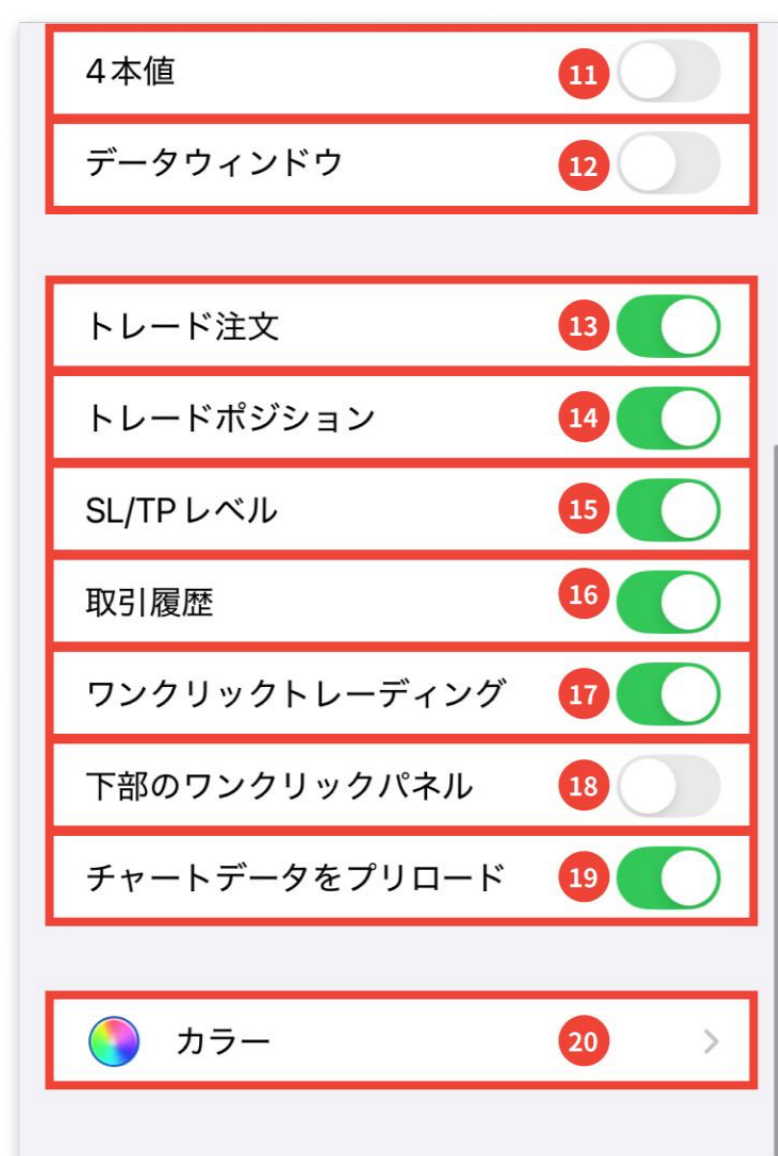 4本値 11
データウィンドウ 12
トレード注文 13
トレードポジション 14
SL/TPレベル 15
取引履歴 16
ワンクリックトレーディング 17
下部のワンクリックパネル 18
チャートデータをプリロード 19
カラー 20